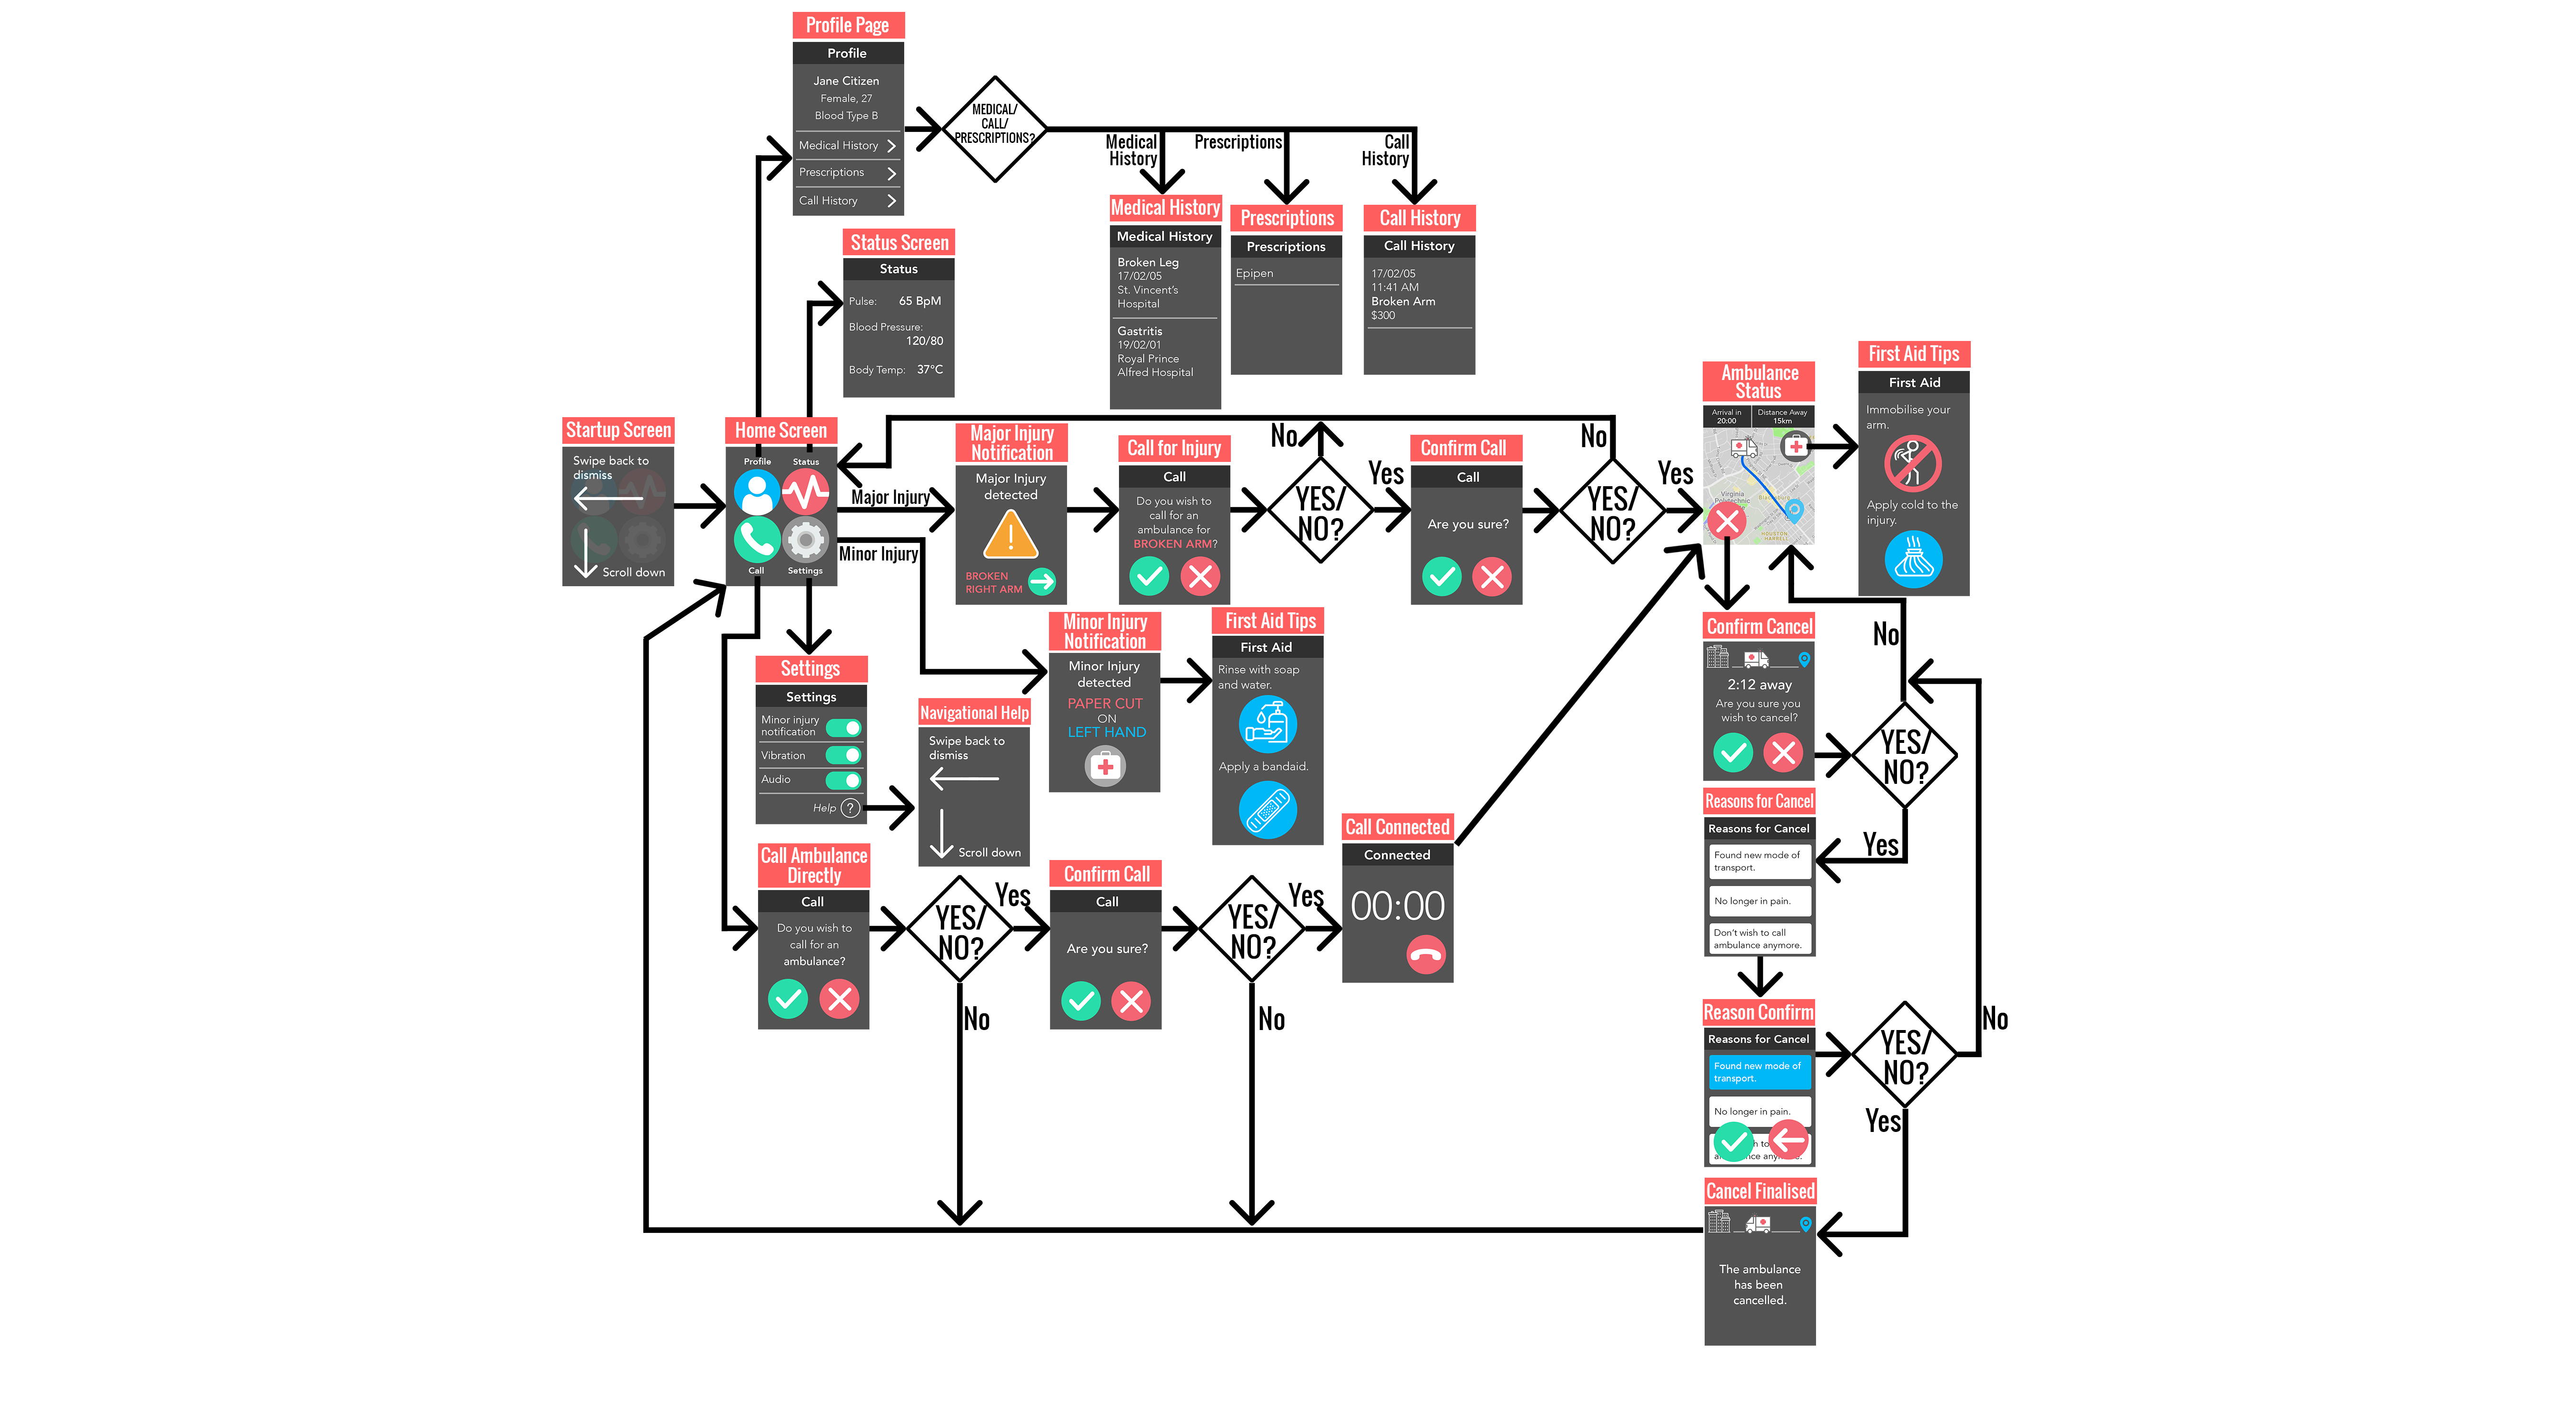 Profile Page
Profile
Jane Citizen
Female, 27
Blood Type B
Medical History
Prescriptions
Call History
MEDICAL/
CALL/
PRESCRIPTIONS?
Medical
History
Prescriptions
Call
History
Medical History
Medical History
Broken Leg
17/02/05
St. Vincent's
Hospital
Gastritis
19/02/01
Royal Prince
Alfred Hospital
Prescriptions
Prescriptions
Epipen
Call History
Call History
17/02/05
11:41 AM
Broken Arm
$300
Status Screen
Status
Pulse: 65 BpM
Blood Pressure:
120/80
Body Temp: 37°C
Startup Screen
Swipe back to
dismiss
Scroll down
Home Screen
Profile
Status
Call
Settings
Major Injury
Minor Injury
Major Injury
Notification
Major Injury
detected
BROKEN
RIGHT ARM
Call for Injury
Call
Do you wish to
call for an
ambulance for
BROKEN ARM?
No
YES/
NO?
Yes
Confirm Call
Call
Are you sure?
No
YES/
NO?
Yes
Ambulance
Status
Arrival in
20:00
Distance Away
15km
Virginia
First Aid Tips
First Aid
Immobilise your
arm.
Apply cold to the
injury.
Minor Injury
Notification
Minor Injury
detected
PAPER CUT
ON
LEFT HAND
First Aid Tips
First Aid
Rinse with soap
and water.
Apply a bandaid.
Settings
Settings
Minor injury
notification
Vibration
Audio
Help ?
Navigational Help
Swipe back to
dismiss
Scroll down
Call Ambulance
Directly
Call
Do you wish to
call for an
ambulance?
YES/
NO?
Yes
No
Confirm Call
Call
Are you sure?
YES/
NO?
Yes
No
Call Connected
Connected
00:00
Confirm Cancel
2:12 away
Are you sure you
wish to cancel?
No
YES/
NO?
Yes
Reasons for Cancel
Reasons for Cancel
Found new mode of
transport.
No longer in pain.
Don't wish to call
ambulance anymore.
Reason Confirm
Reasons for Cancel
Found new mode of
transport.
No longer in pain.
YES/
NO?
No
Yes
Cancel Finalised
The ambulance
has been
cancelled.